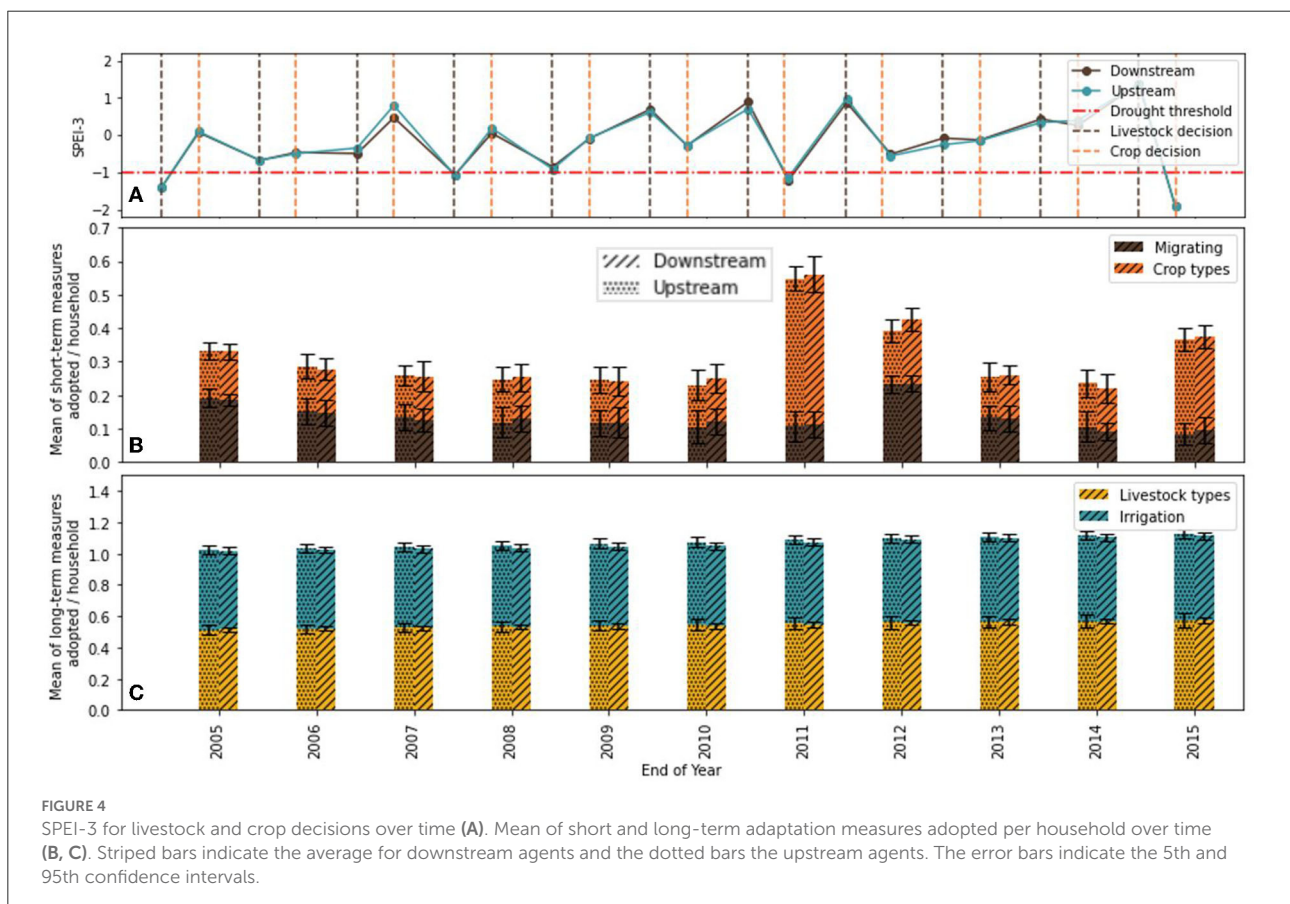 2
1
0
−1
−2
SPEI-3
A
Downstream
Upstream
Drought threshold
Livestock decision
Crop decision
0.7
0.6
0.5
0.4
0.3
0.2
0.1
0.0
Mean of short-term measures
adopted / household
B
Downstream
Upstream
Migrating
Crop types
1.4
1.2
1.0
0.8
0.6
0.4
0.2
0.0
Mean of long-term measures
adopted / household
C
Livestock types
Irrigation
2005
2006
2007
2008
2009
2010
2011
2012
2013
2014
2015
End of Year
FIGURE 4
SPEI-3 for livestock and crop decisions over time (A). Mean of short and long-term adaptation measures adopted per household over time
(B, C). Striped bars indicate the average for downstream agents and the dotted bars the upstream agents. The error bars indicate the 5th and
95th confidence intervals.